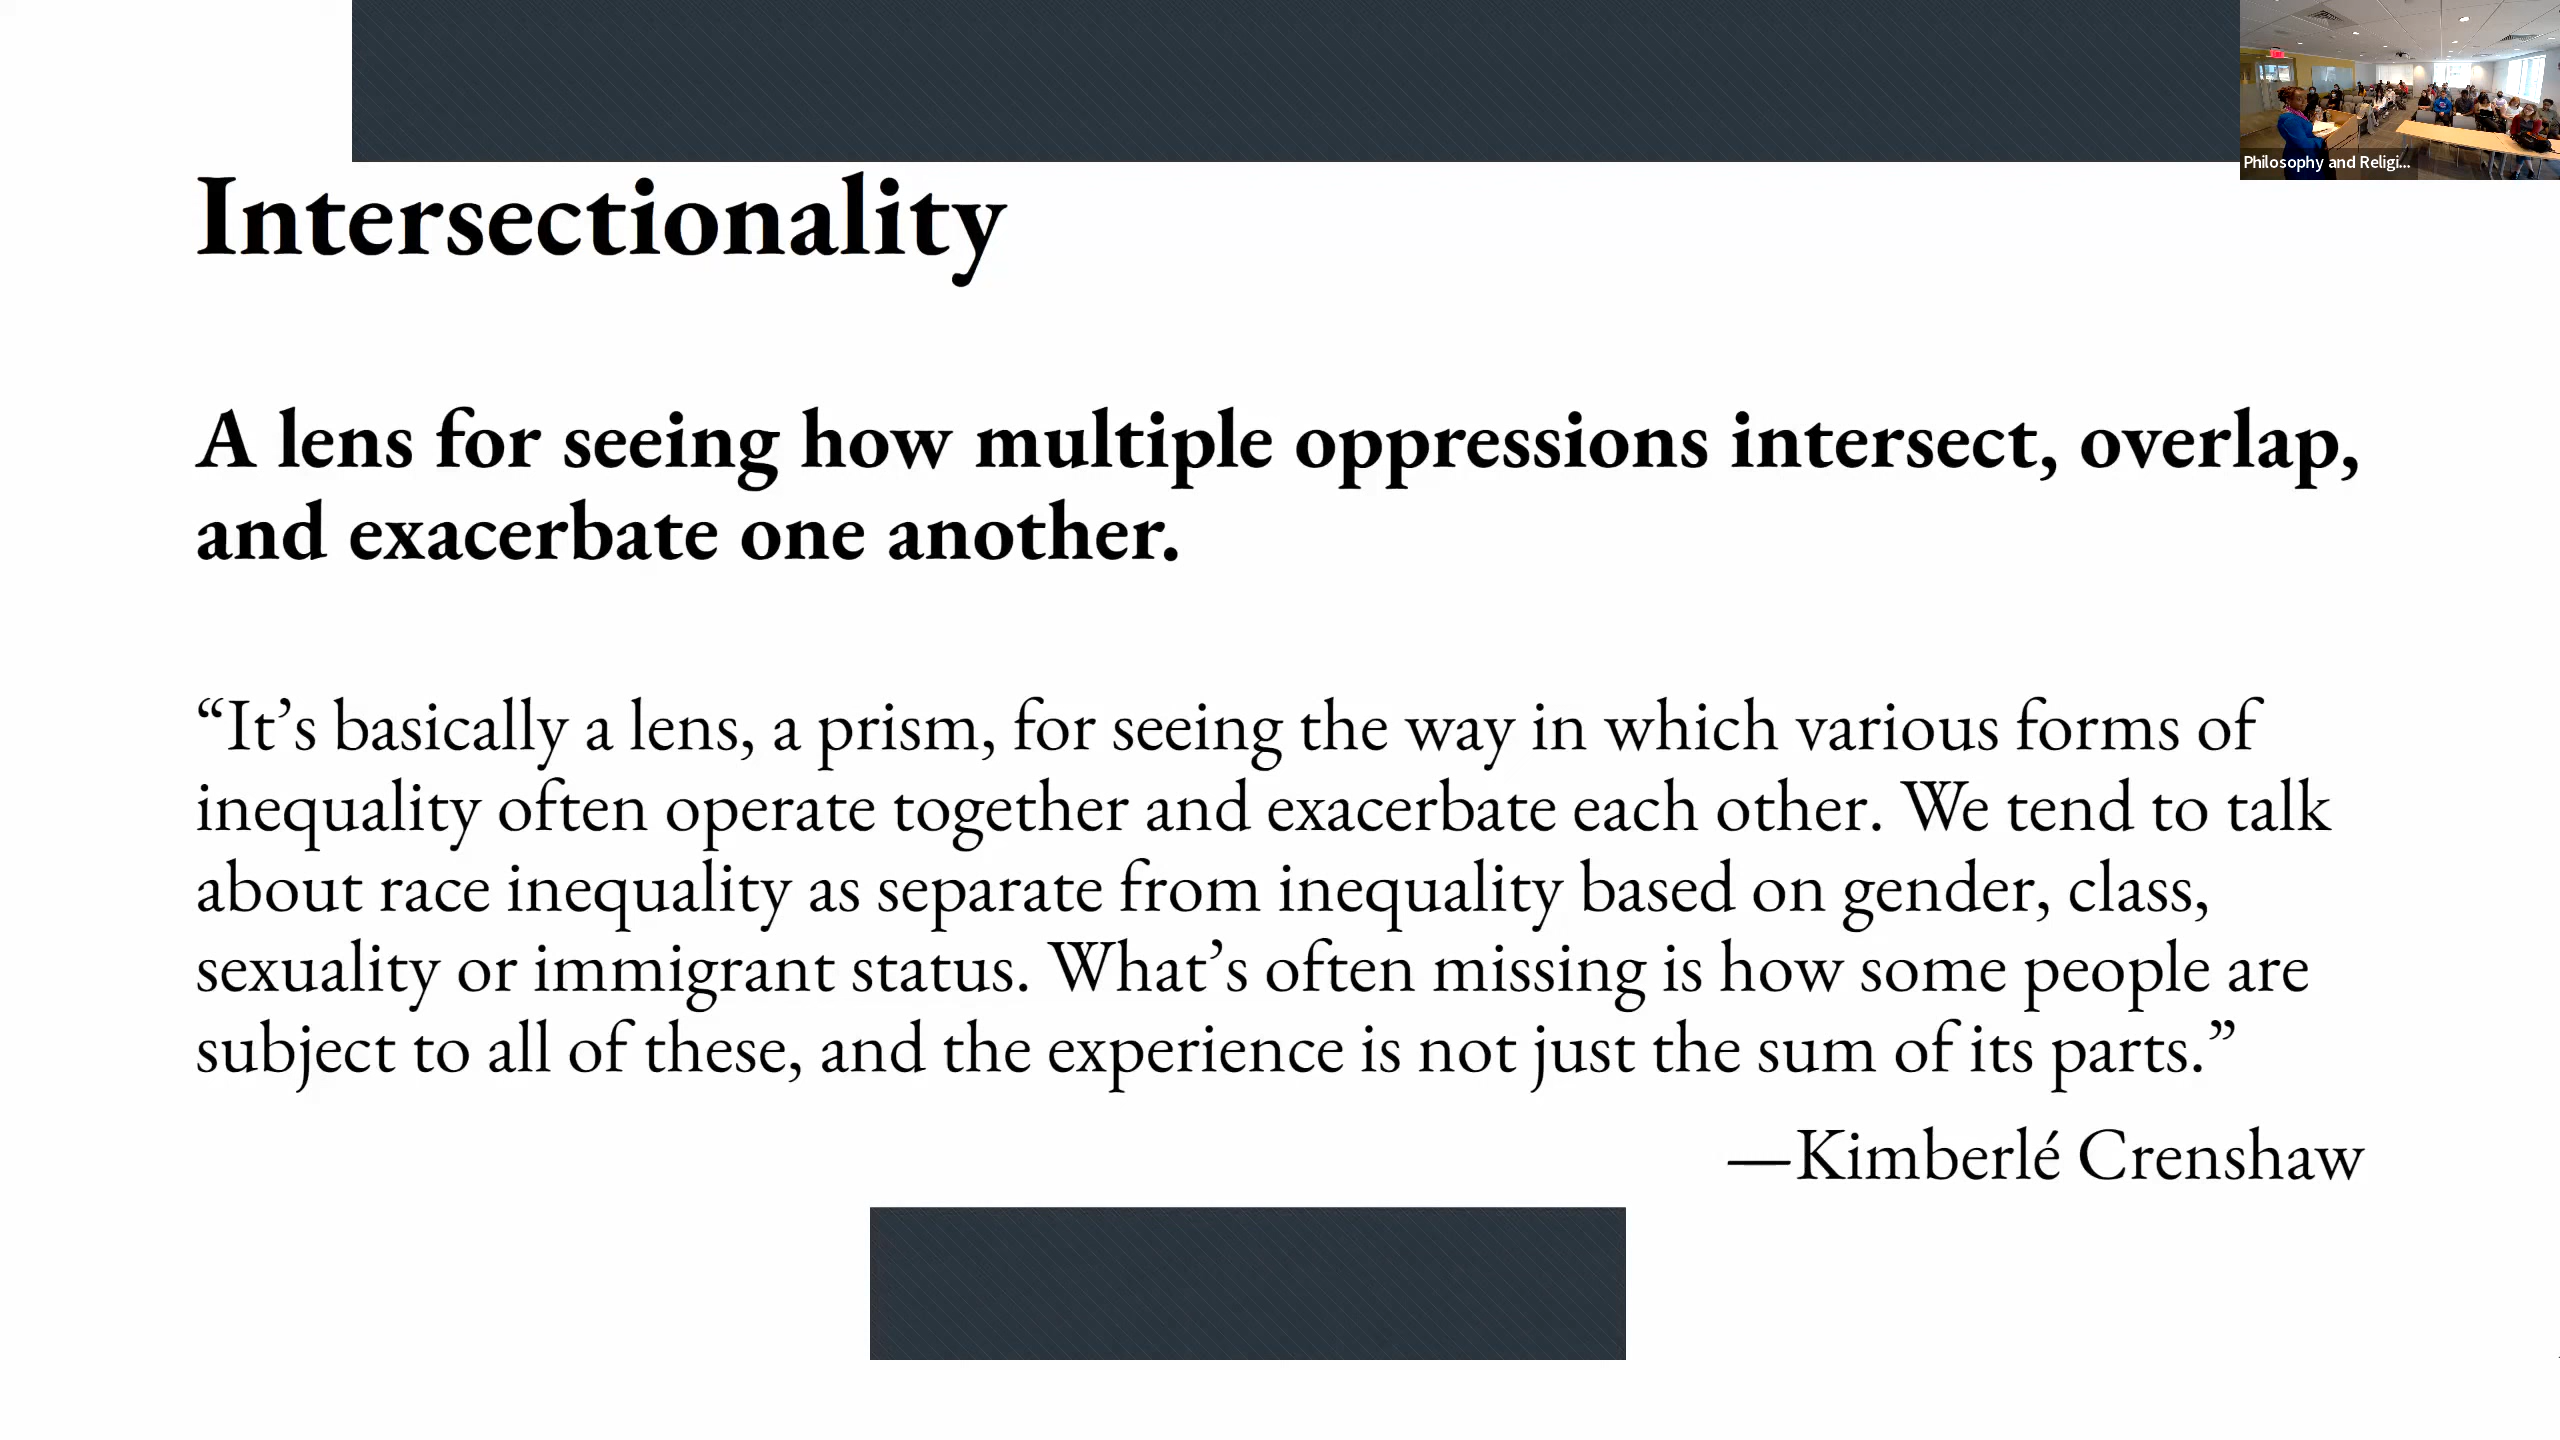 Philosophy and Religi...
Intersectionality
A lens for seeing how multiple oppressions intersect, overlap,
and exacerbate one another.
“It’s basically a lens, a prism, for seeing the way in which various forms of
inequality often operate together and exacerbate each other. We tend to talk
about race inequality as separate from inequality based on gender, class,
sexuality or immigrant status. What’s often missing is how some people are
subject to all of these, and the experience is not just the sum of its parts.”
—Kimberlé Crenshaw